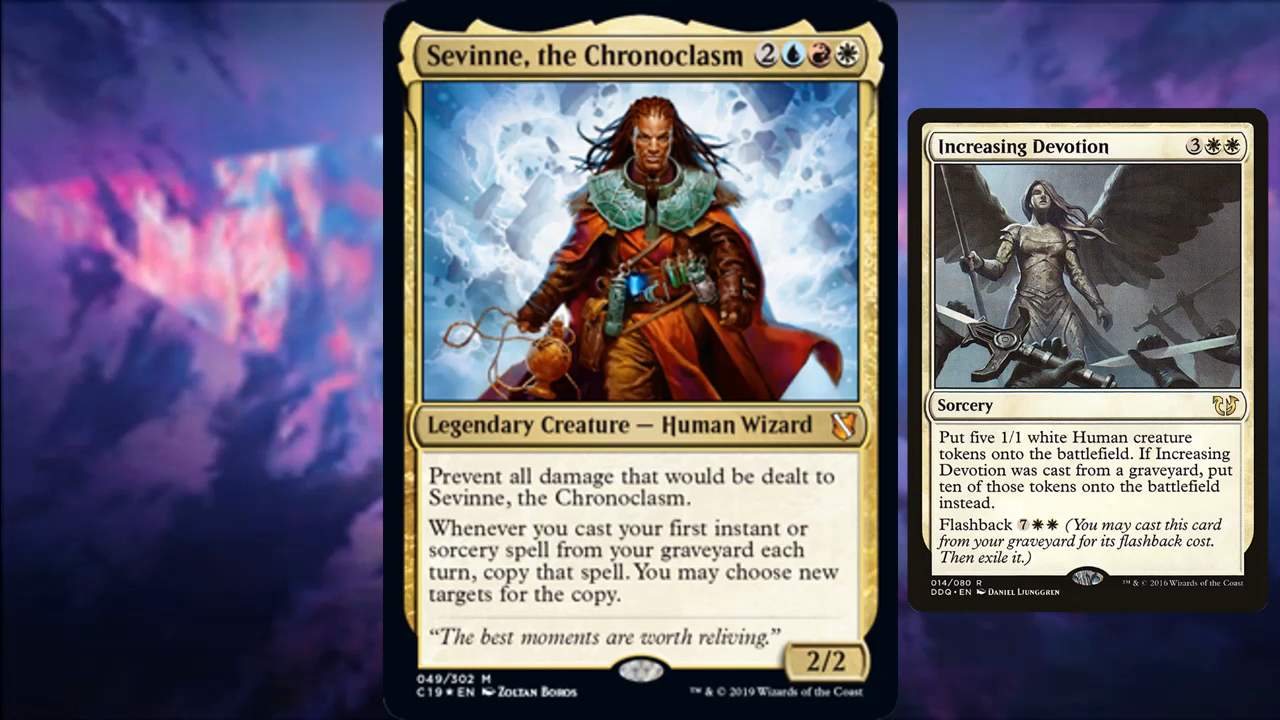 Sevinne, the Chronoclasm 2
Legendary Creature — Human Wizard
Prevent all damage that would be dealt to
Sevinne, the Chronoclasm.
Whenever you cast your first instant or
sorcery spell from your graveyard each
turn, copy that spell. You may choose new
targets for the copy.
“The best moments are worth reliving.”
2/2
049/302 M
C19★EN Zoltan Boros
™ & © 2019 Wizards of the Coast
Increasing Devotion 3
Sorcery
Put five 1/1 white Human creature
tokens onto the battlefield. If Increasing
Devotion was cast from a graveyard, put
ten of those tokens onto the battlefield
instead.
Flashback 7 (You may cast this card
from your graveyard for its flashback cost.
Then exile it.)
014/080 R
DDQ • EN Daniel Ljunggren
™ & © 2016 Wizards of the Coast